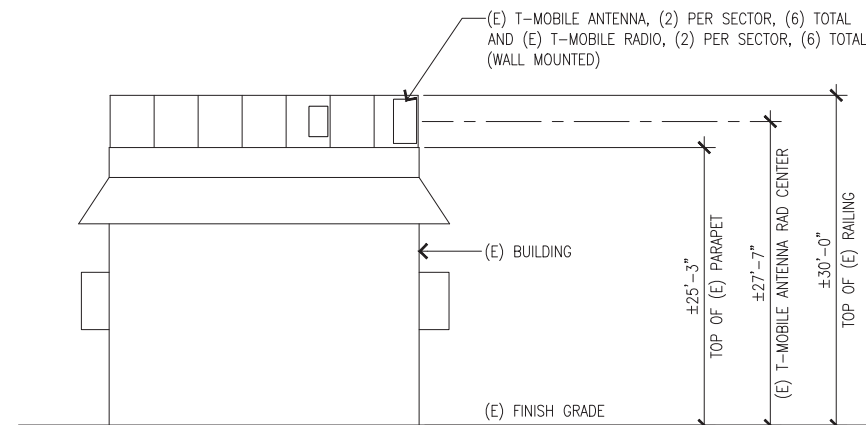 (E) T-MOBILE ANTENNA, (2) PER SECTOR, (6) TOTAL
AND (E) T-MOBILE RADIO, (2) PER SECTOR, (6) TOTAL
(WALL MOUNTED)
(E) BUILDING
(E) FINISH GRADE
±25'-3"
TOP OF (E) PARAPET
±27'-7"
(E) T-MOBILE ANTENNA RAD CENTER
±30'-0"
TOP OF (E) RAILING